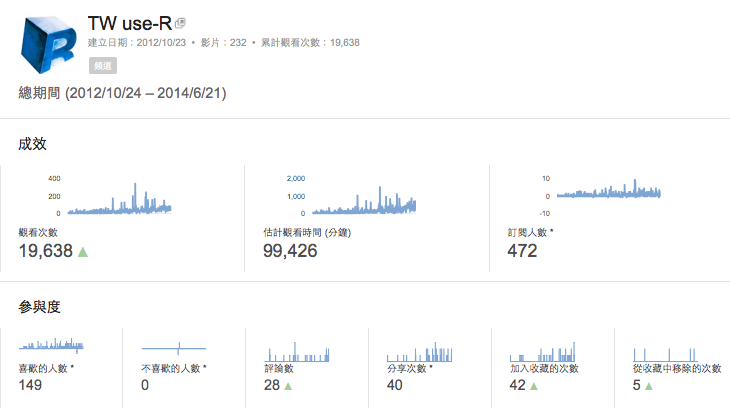 TW use-R
建立日期：2012/10/23 • 影片：232 • 累計觀看次數：19,638
頻道
總期間 (2012/10/24 – 2014/6/21)
成效
400
200
0
觀看次數
19,638
2,000
1,000
0
估計觀看時間 (分鐘)
99,426
10
0
-10
訂閱人數 *
472
參與度
喜歡的人數 *
149
不喜歡的人數 *
0
評論數
28
分享次數 *
40
加入收藏的次數
42
從收藏中移除的次數
5